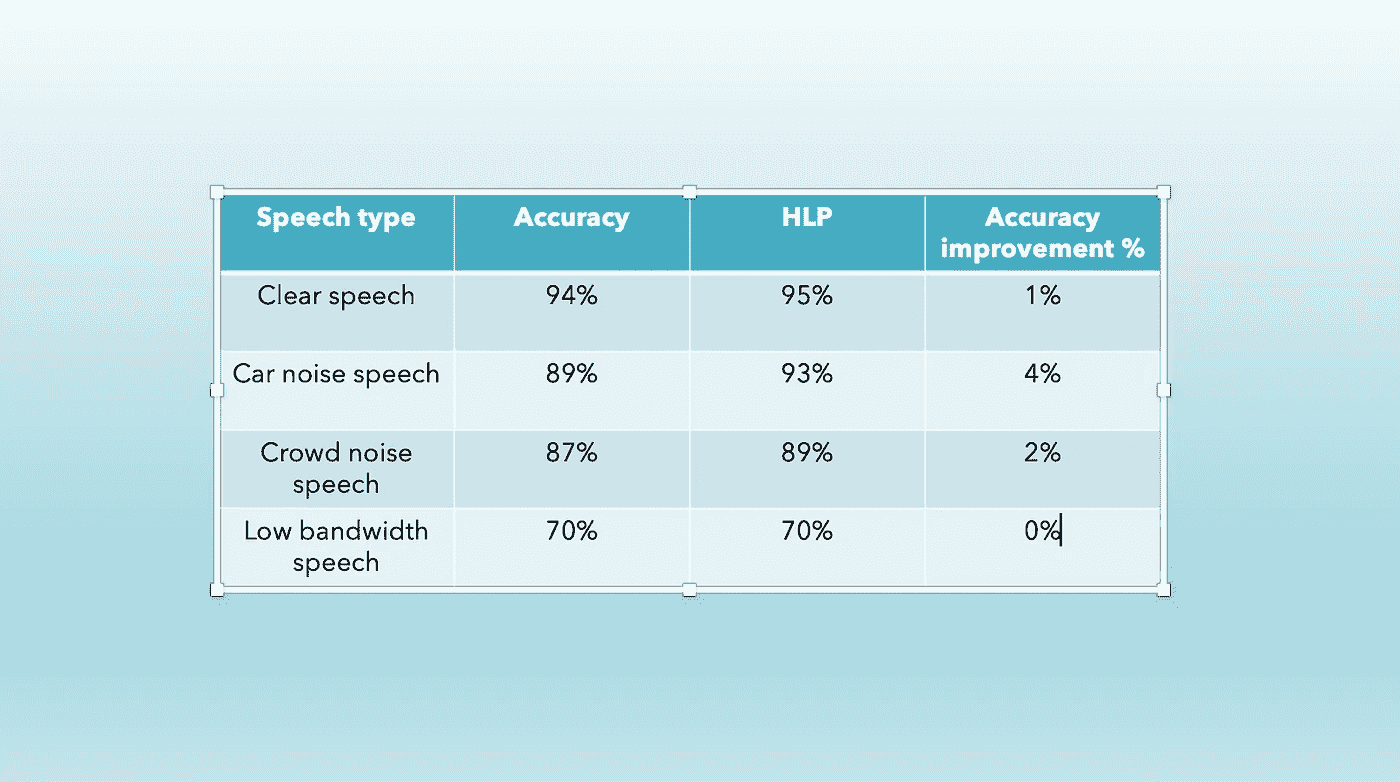 Speech type Accuracy HLP Accuracy
improvement %
Clear speech 94% 95% 1%
Car noise speech 89% 93% 4%
Crowd noise 87% 89% 2%
speech
Low bandwidth 70% 70% 0%
speech